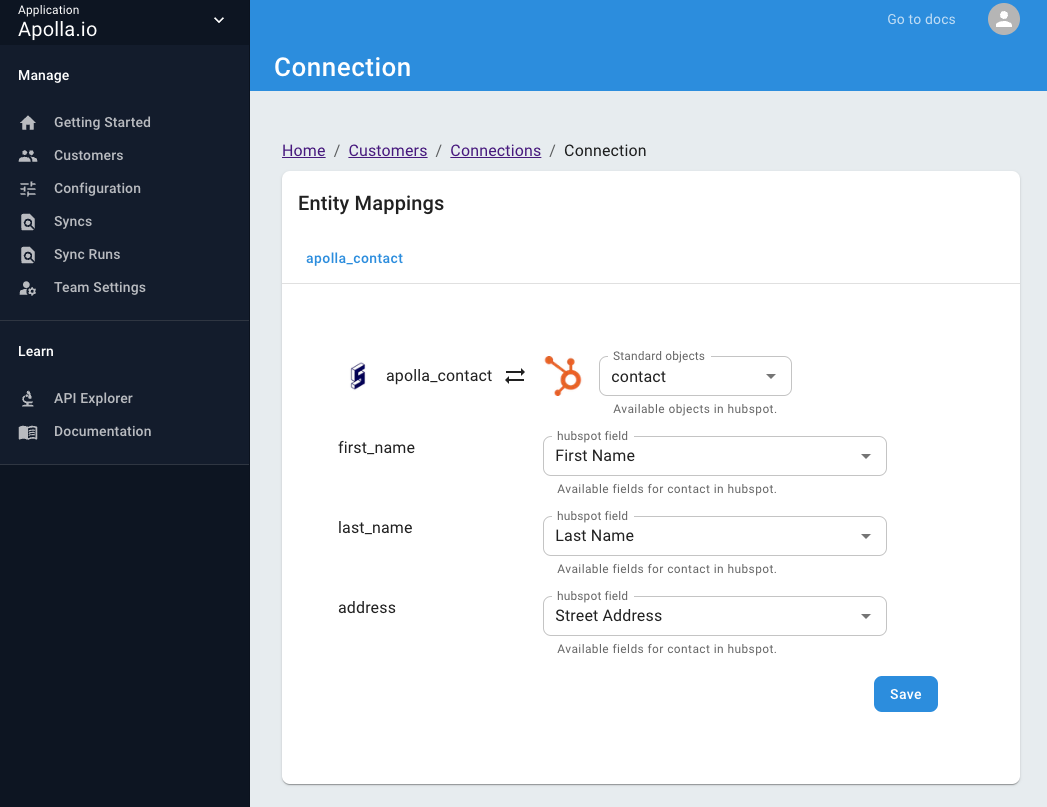 Application
Apolla.io
Go to docs
Connection
Manage
Getting Started
Customers
Configuration
Syncs
Sync Runs
Team Settings
Learn
API Explorer
Documentation
Home / Customers / Connections / Connection
Entity Mappings
apolla_contact
apolla_contact
Standard objects
contact
Available objects in hubspot.
first_name
hubspot field
First Name
Available fields for contact in hubspot.
last_name
hubspot field
Last Name
Available fields for contact in hubspot.
address
hubspot field
Street Address
Available fields for contact in hubspot.
Save